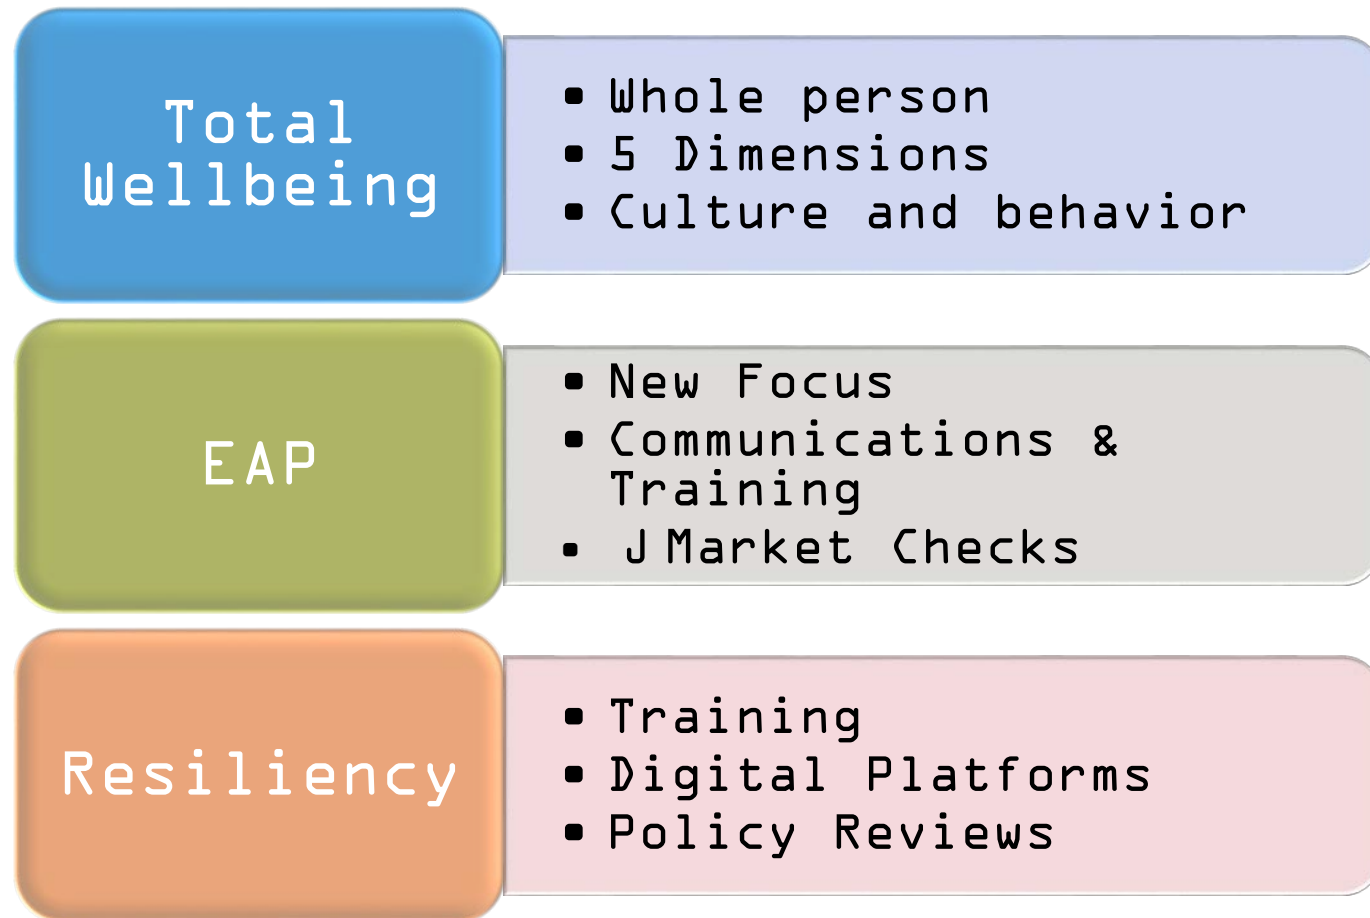 Total
Wellbeing
▪ Whole person
▪ 5 Dimensions
▪ Culture and behavior
EAP
▪ New Focus
▪ Communications &
Training
▪ J Market Checks
Resiliency
▪ Training
▪ Digital Platforms
▪ Policy Reviews